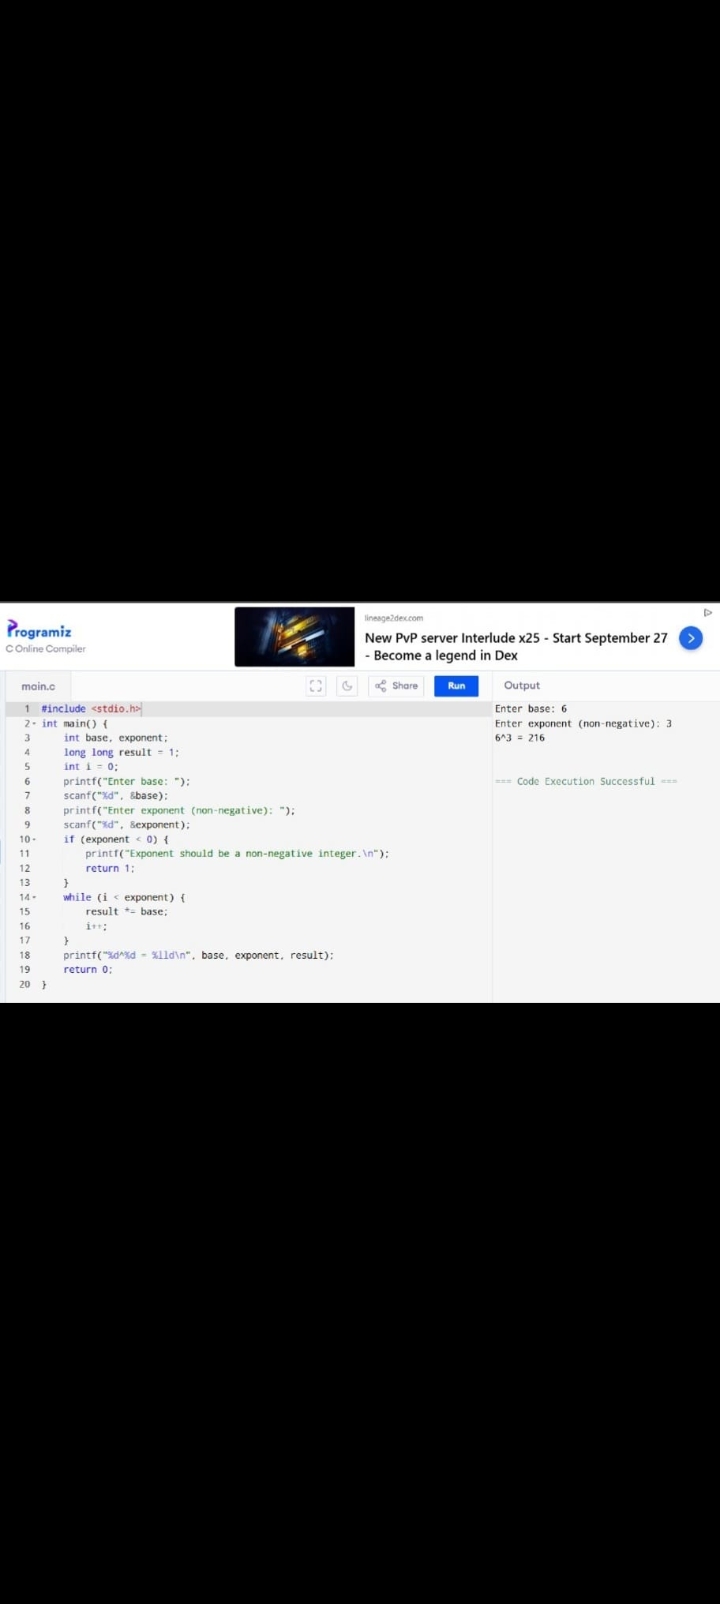 Programiz
C Online Compiler
lineage2dex.com
New PvP server Interlude x25 - Start September 27
- Become a legend in Dex
main.c
Share
Run
Output
1 #include <stdio.h>
2 - int main() {
3 int base, exponent;
4 long long result = 1;
5 int i = 0;
6 printf("Enter base: ");
7 scanf("%d", &base);
8 printf("Enter exponent (non-negative): ");
9 scanf("%d", &exponent);
10 - if (exponent < 0) {
11 printf("Exponent should be a non-negative integer.\n");
12 return 1;
13 }
14 - while (i < exponent) {
15 result *= base;
16 i++;
17 }
18 printf("%d^%d = %lld\n", base, exponent, result);
19 return 0;
20 }
Enter base: 6
Enter exponent (non-negative): 3
6^3 = 216
=== Code Execution Successful ===